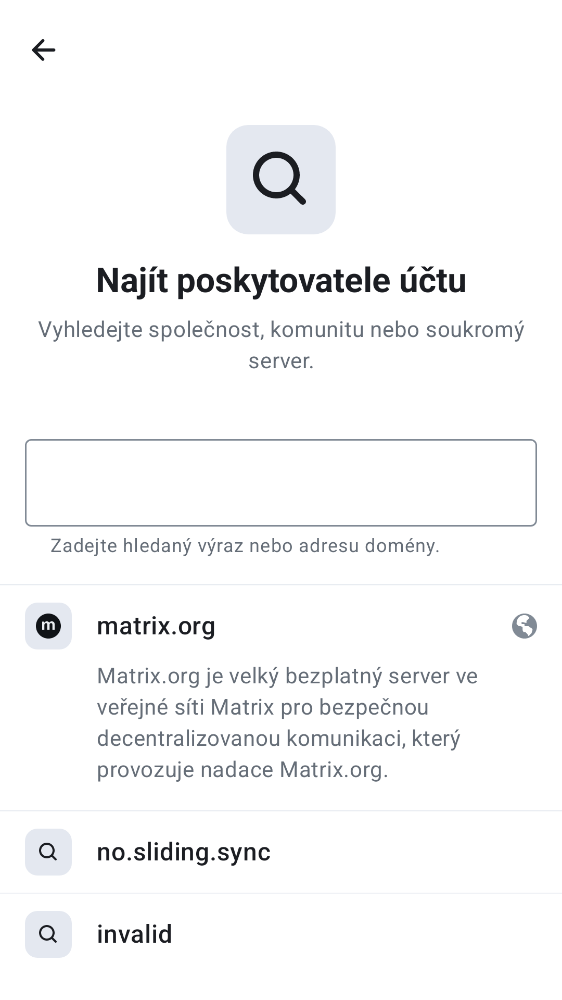 Najít poskytovatele účtu
Vyhledejte společnost, komunitu nebo soukromý
server.
Zadejte hledaný výraz nebo adresu domény.
m
matrix.org
Matrix.org je velký bezplatný server ve
veřejné síti Matrix pro bezpečnou
decentralizovanou komunikaci, který
provozuje nadace Matrix.org.
no.sliding.sync
invalid